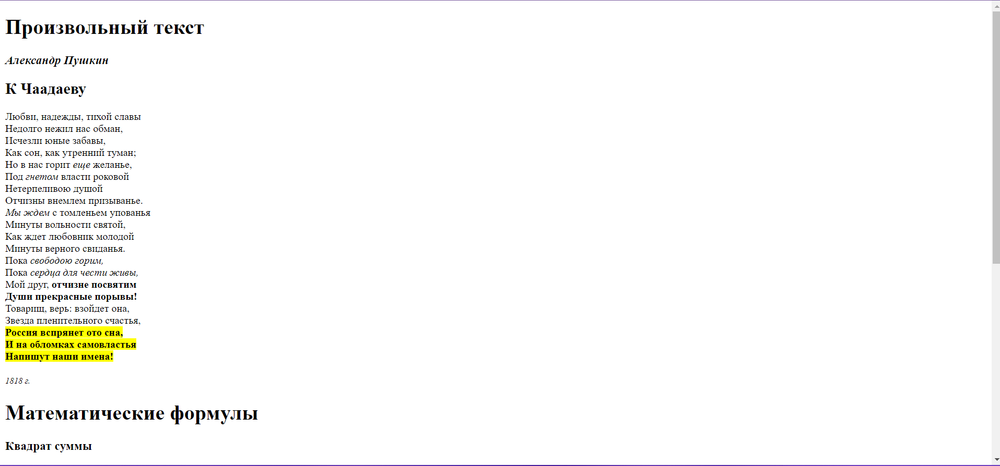 Произвольный текст
Александр Пушкин
К Чаадаеву
Любви, надежды, тихой славы
Недолго нежил нас обман,
Исчезли юные забавы,
Как сон, как утренний туман;
Но в нас горит еще желанье,
Под гнетом власти роковой
Нетерпеливою душой
Отчизны внемлем призыванье.
Мы ждем с томленьем упованья
Минуты вольности святой,
Как ждет любовник молодой
Минуты верного свиданья.
Пока свободою горим,
Пока сердца для чести живы,
Мой друг, отчизне посвятим
Души прекрасные порывы!
Товарищ, верь: взойдет она,
Звезда пленительного счастья,
Россия вспрянет ото сна,
И на обломках самовластья
Напишут наши имена!
1818 г.
Математические формулы
Квадрат суммы